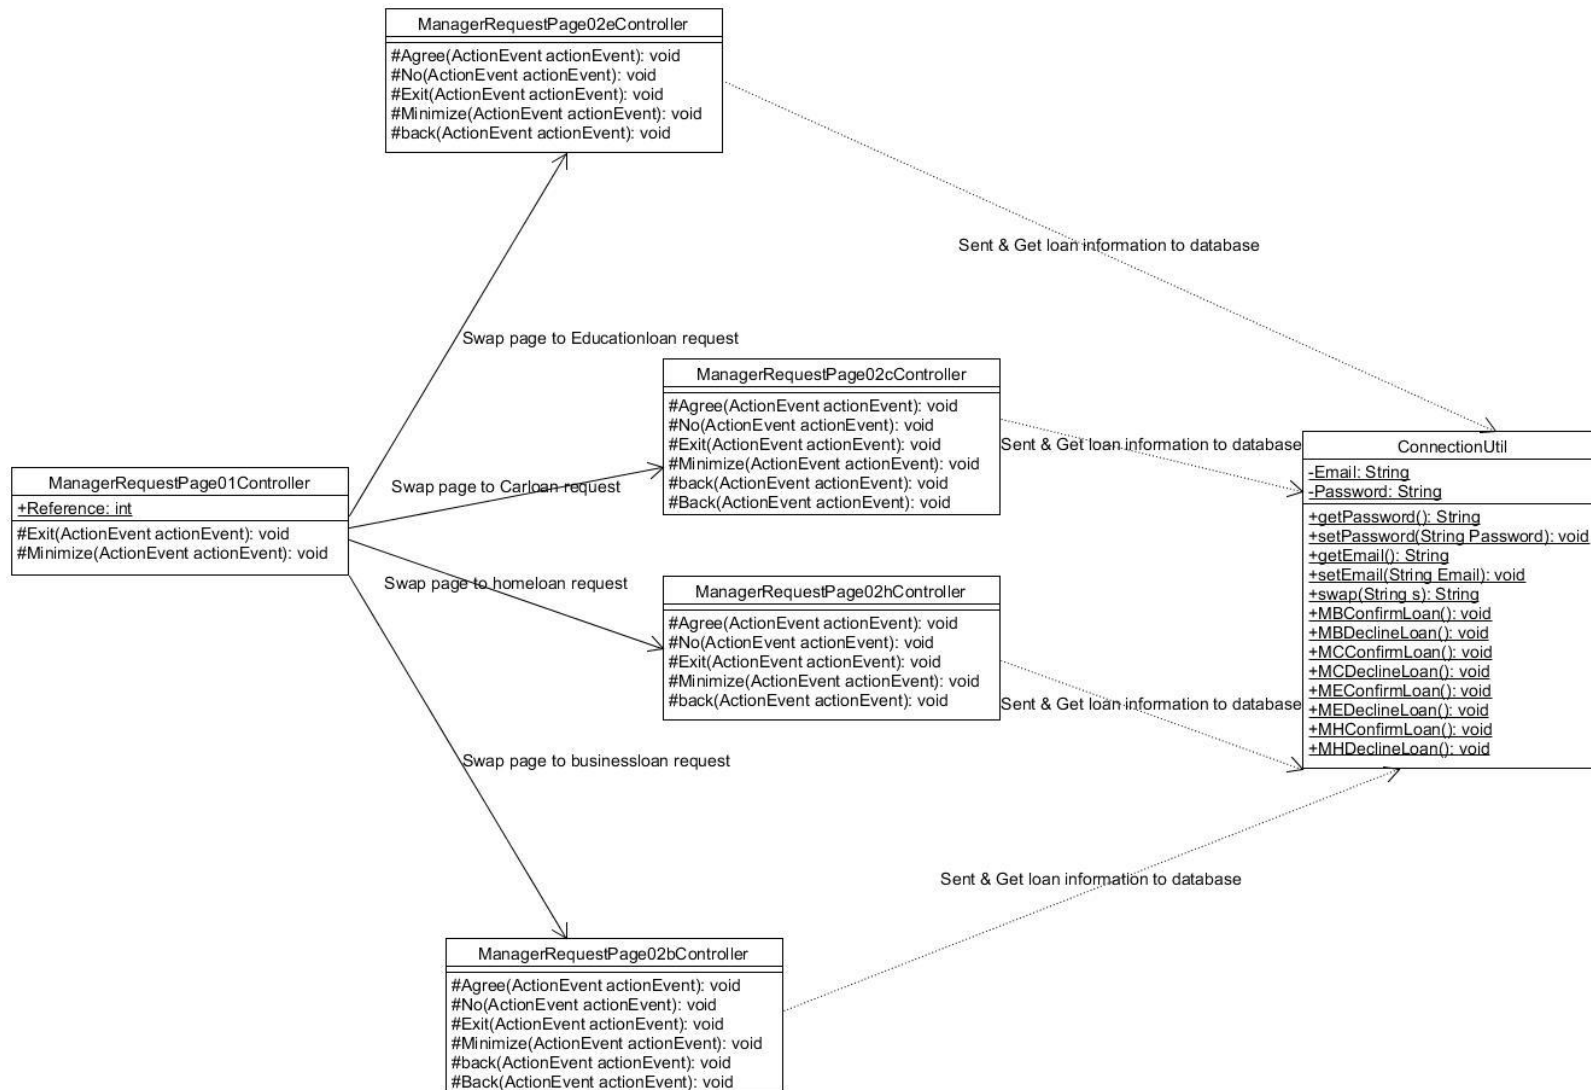 ManagerRequestPage02eController
#Agree(ActionEvent actionEvent): void
#No(ActionEvent actionEvent): void
#Exit(ActionEvent actionEvent): void
#Minimize(ActionEvent actionEvent): void
#back(ActionEvent actionEvent): void
Sent & Get loan information to database
Swap page to Educationloan request
ManagerRequestPage02cController
#Agree(ActionEvent actionEvent): void
#No(ActionEvent actionEvent): void
#Exit(ActionEvent actionEvent): void
#Minimize(ActionEvent actionEvent): void
#back(ActionEvent actionEvent): void
#Back(ActionEvent actionEvent): void
Sent & Get loan information to database
ManagerRequestPage01Controller
+Reference: int
#Exit(ActionEvent actionEvent): void
#Minimize(ActionEvent actionEvent): void
Swap page to Carloan request
Swap page to homeloan request
ConnectionUtil
-Email: String
-Password: String
+getPassword(): String
+setPassword(String Password): void
+getEmail(): String
+setEmail(String Email): void
+swap(String s): String
+MBConfirmLoan(): void
+MBDeclineLoan(): void
+MCConfirmLoan(): void
+MCDeclineLoan(): void
+MEConfirmLoan(): void
+MEDeclineLoan(): void
+MHConfirmLoan(): void
+MHDeclineLoan(): void
ManagerRequestPage02hController
#Agree(ActionEvent actionEvent): void
#No(ActionEvent actionEvent): void
#Exit(ActionEvent actionEvent): void
#Minimize(ActionEvent actionEvent): void
#back(ActionEvent actionEvent): void
Sent & Get loan information to database
Swap page to businessloan request
Sent & Get loan information to database
ManagerRequestPage02bController
#Agree(ActionEvent actionEvent): void
#No(ActionEvent actionEvent): void
#Exit(ActionEvent actionEvent): void
#Minimize(ActionEvent actionEvent): void
#back(ActionEvent actionEvent): void
#Back(ActionEvent actionEvent): void